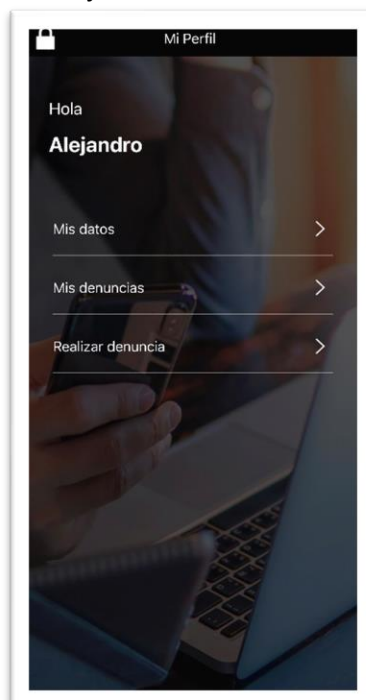 Mi Perfil
Hola
Alejandro
Mis datos
Mis denuncias
Realizar denuncia